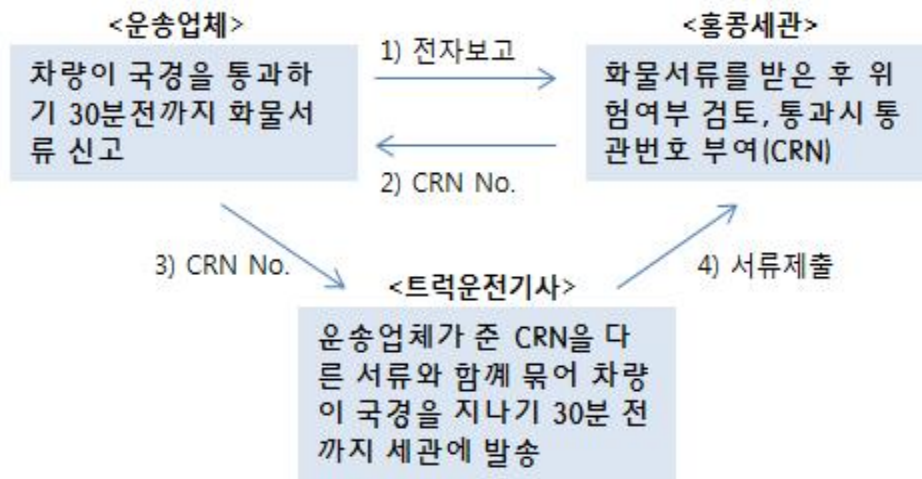 <운송업체>
차량이 국경을 통과하
기 30분전까지 화물서
류 신고
1) 전자보고
2) CRN No.
<홍콩세관>
화물서류를 받은 후 위
험여부 검토, 통과시 통
관번호 부여(CRN)
3) CRN No.
4) 서류제출
<트럭운전기사>
운송업체가 준 CRN을 다
른 서류와 함께 묶어 차량
이 국경을 지나기 30분 전
까지 세관에 발송